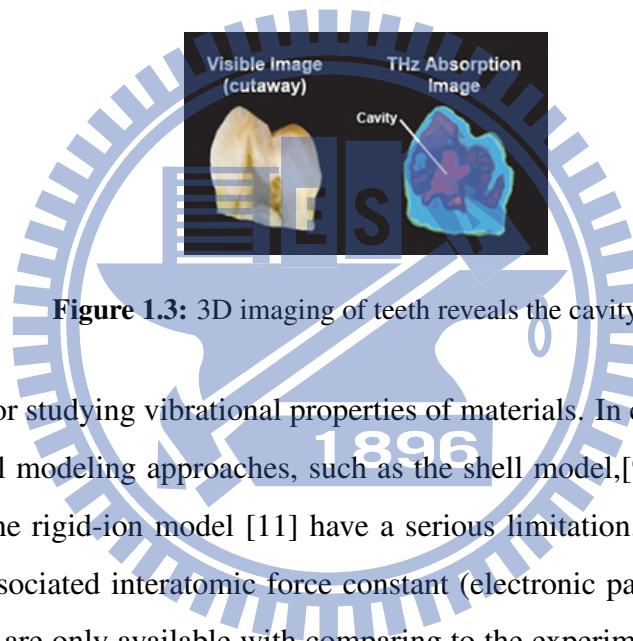 Visible Image
(cutaway)
THz Absorption
Image
Cavity
ES
Figure 1.3: 3D imaging of teeth reveals the cavity
or studying vibrational properties of materials. In
l modeling approaches, such as the shell model,
ne rigid-ion model [11] have a serious limitation.
sociated interatomic force constant (electronic pa
1896
are only available with comparing to the experim